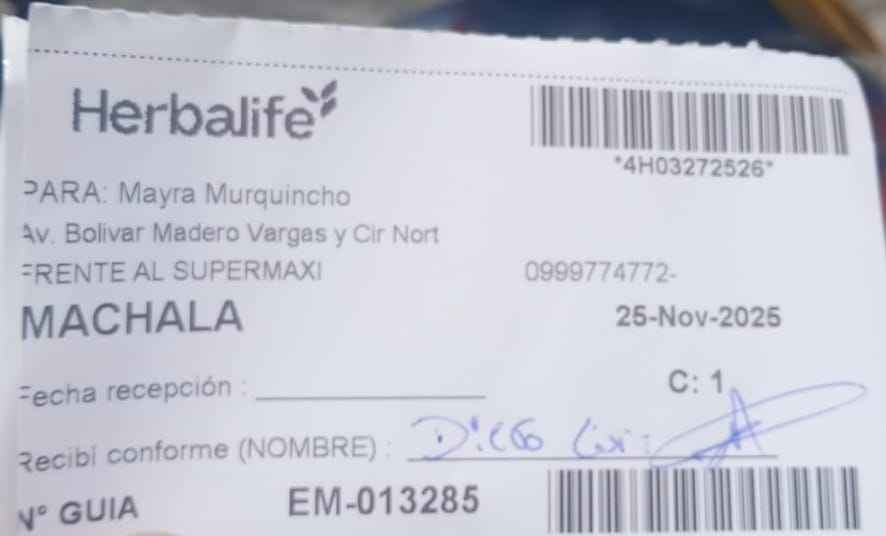 Herbalife
*4H03272526*
PARA: Mayra Murquincho
Av. Bolivar Madero Vargas y Cir Nort
FRENTE AL SUPERMAXI 0999774772-
MACHALA 25-Nov-2025
C: 1
Fecha recepción :
Recibí conforme (NOMBRE) :
Nº GUIA EM-013285